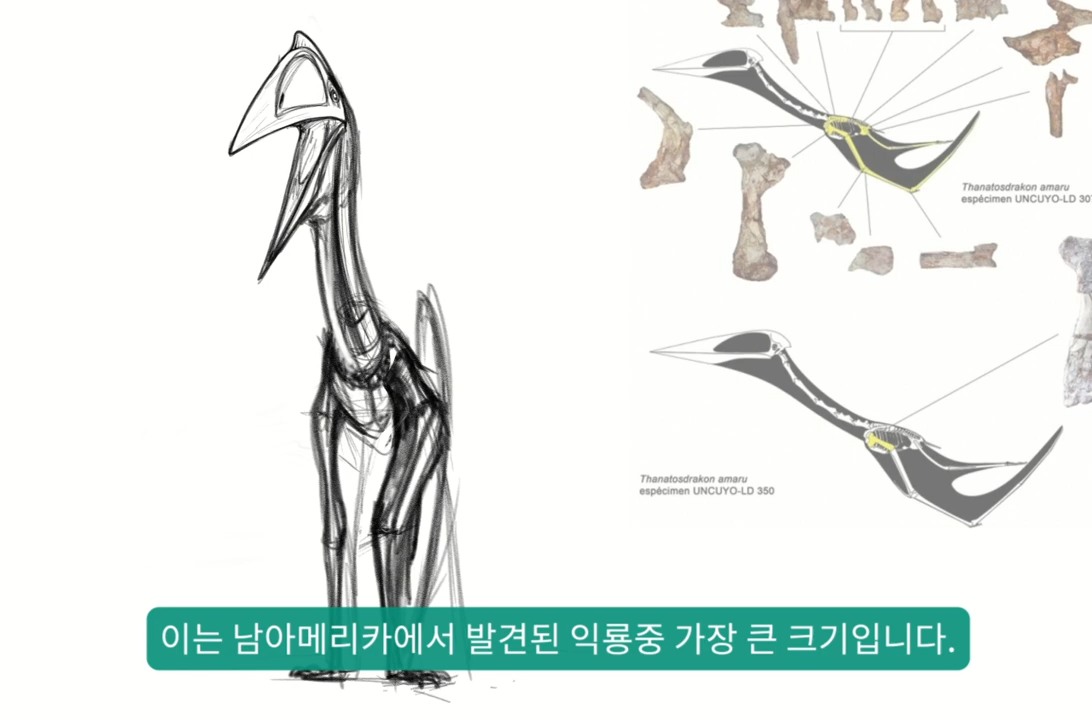 Thanatosdrakon amaru
espécimen UNCUYO-LD 307
Thanatosdrakon amaru
espécimen UNCUYO-LD 350
이는 남아메리카에서 발견된 익룡중 가장 큰 크기입니다.